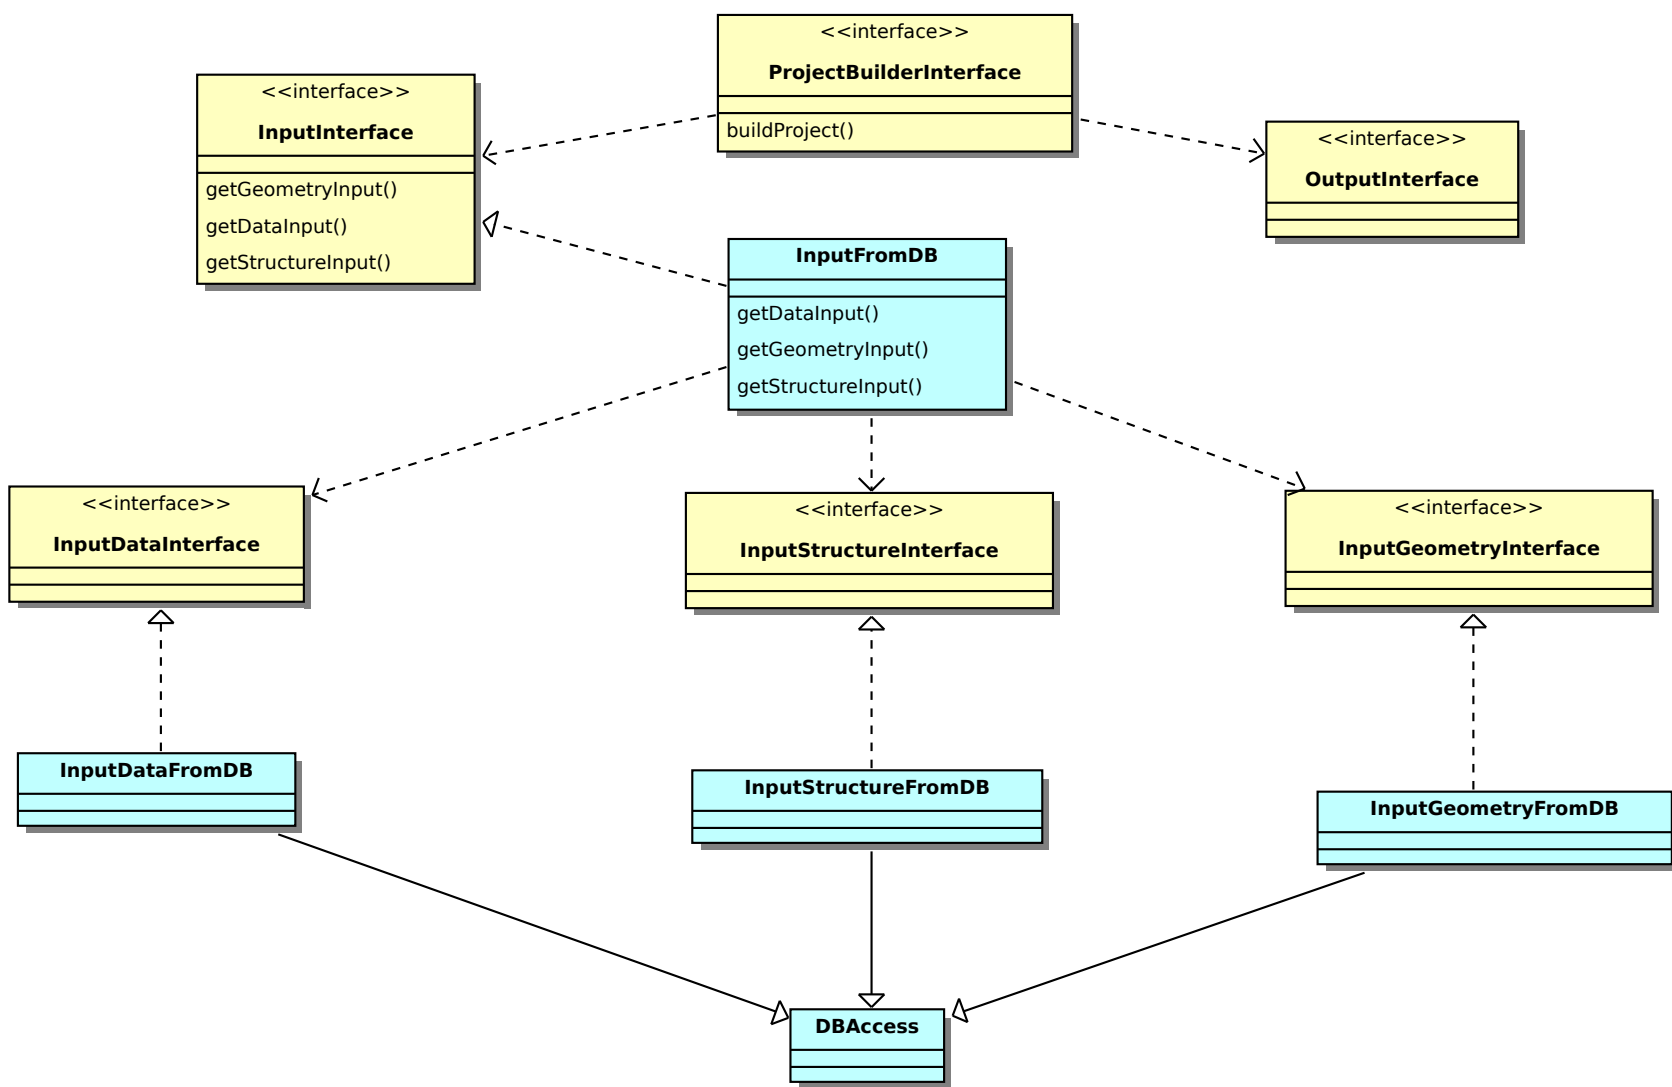 <<interface>>
ProjectBuilderInterface
buildProject()
<<interface>>
InputInterface
getGeometryInput()
getDataInput()
getStructureInput()
<<interface>>
OutputInterface
InputFromDB
getDataInput()
getGeometryInput()
getStructureInput()
<<interface>>
InputDataInterface
<<interface>>
InputStructureInterface
<<interface>>
InputGeometryInterface
InputDataFromDB
InputStructureFromDB
InputGeometryFromDB
DBAccess